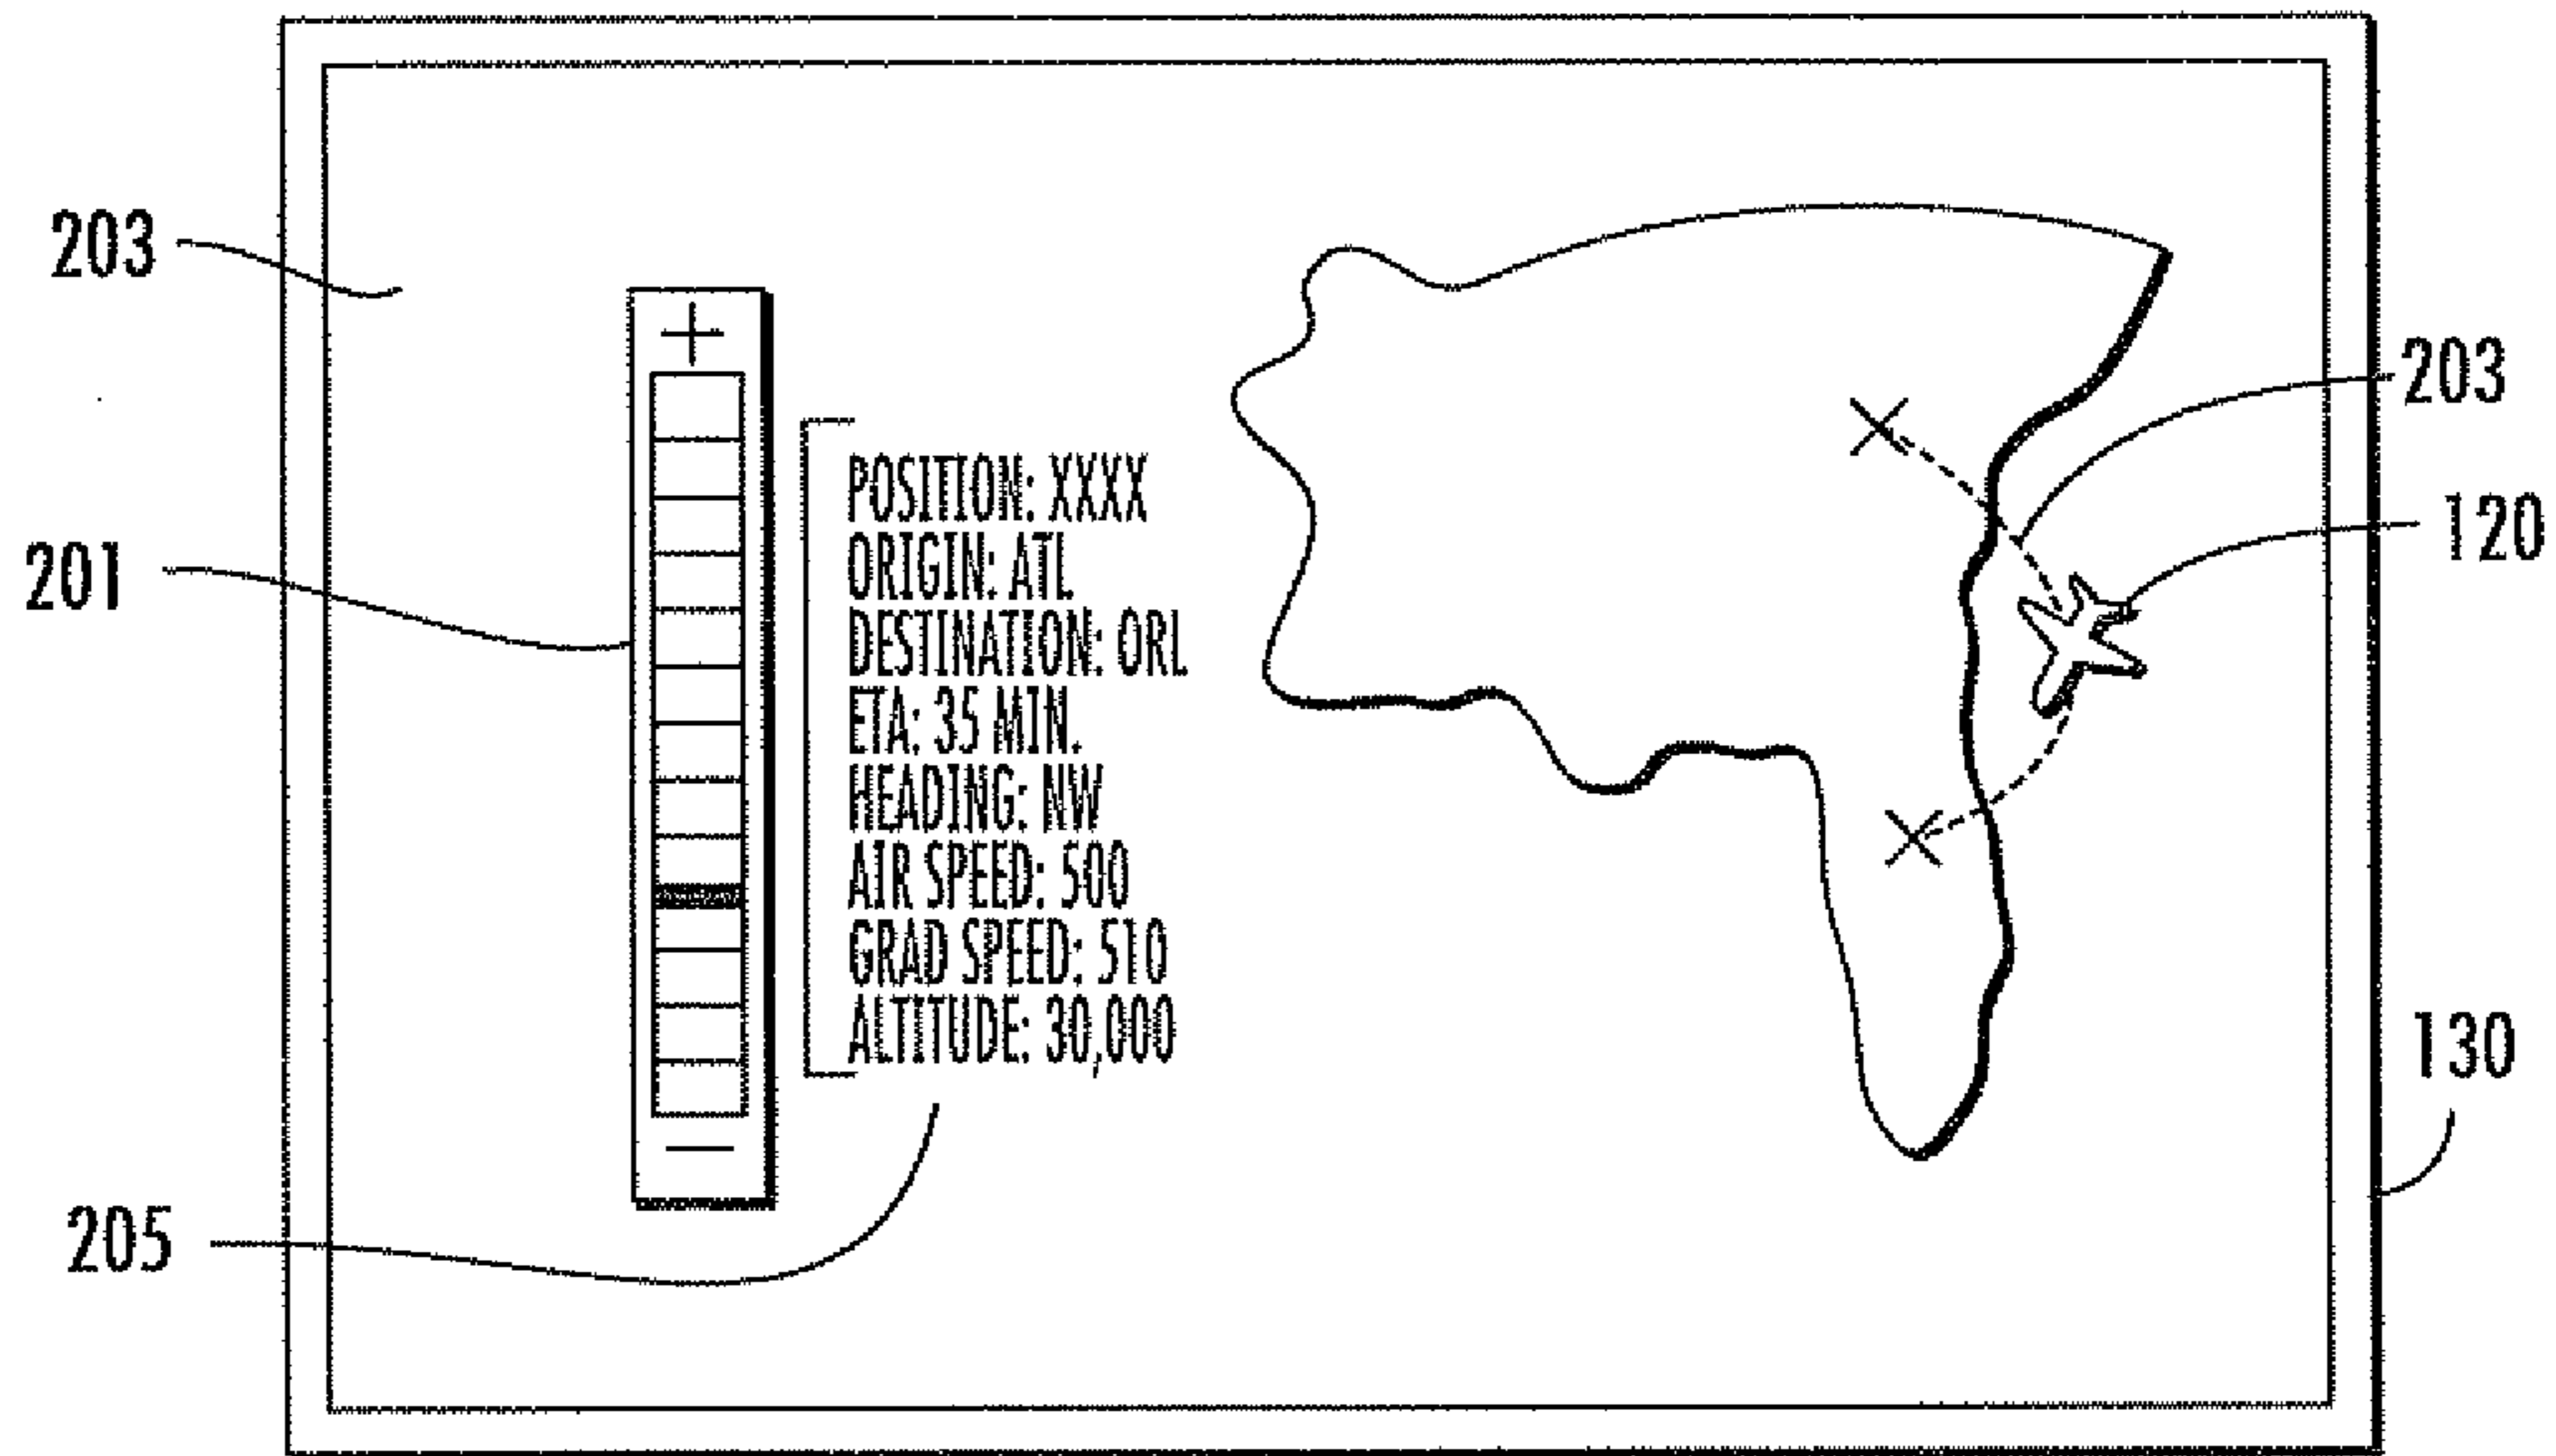 203
201
+
POSITION: XXXX
ORIGIN: ATL
DESTINATION: ORL
ETA: 35 MIN.
HEADING: NW
AIR SPEED: 500
GRAD SPEED: 510
ALTITUDE: 30,000
—
205
203
120
130